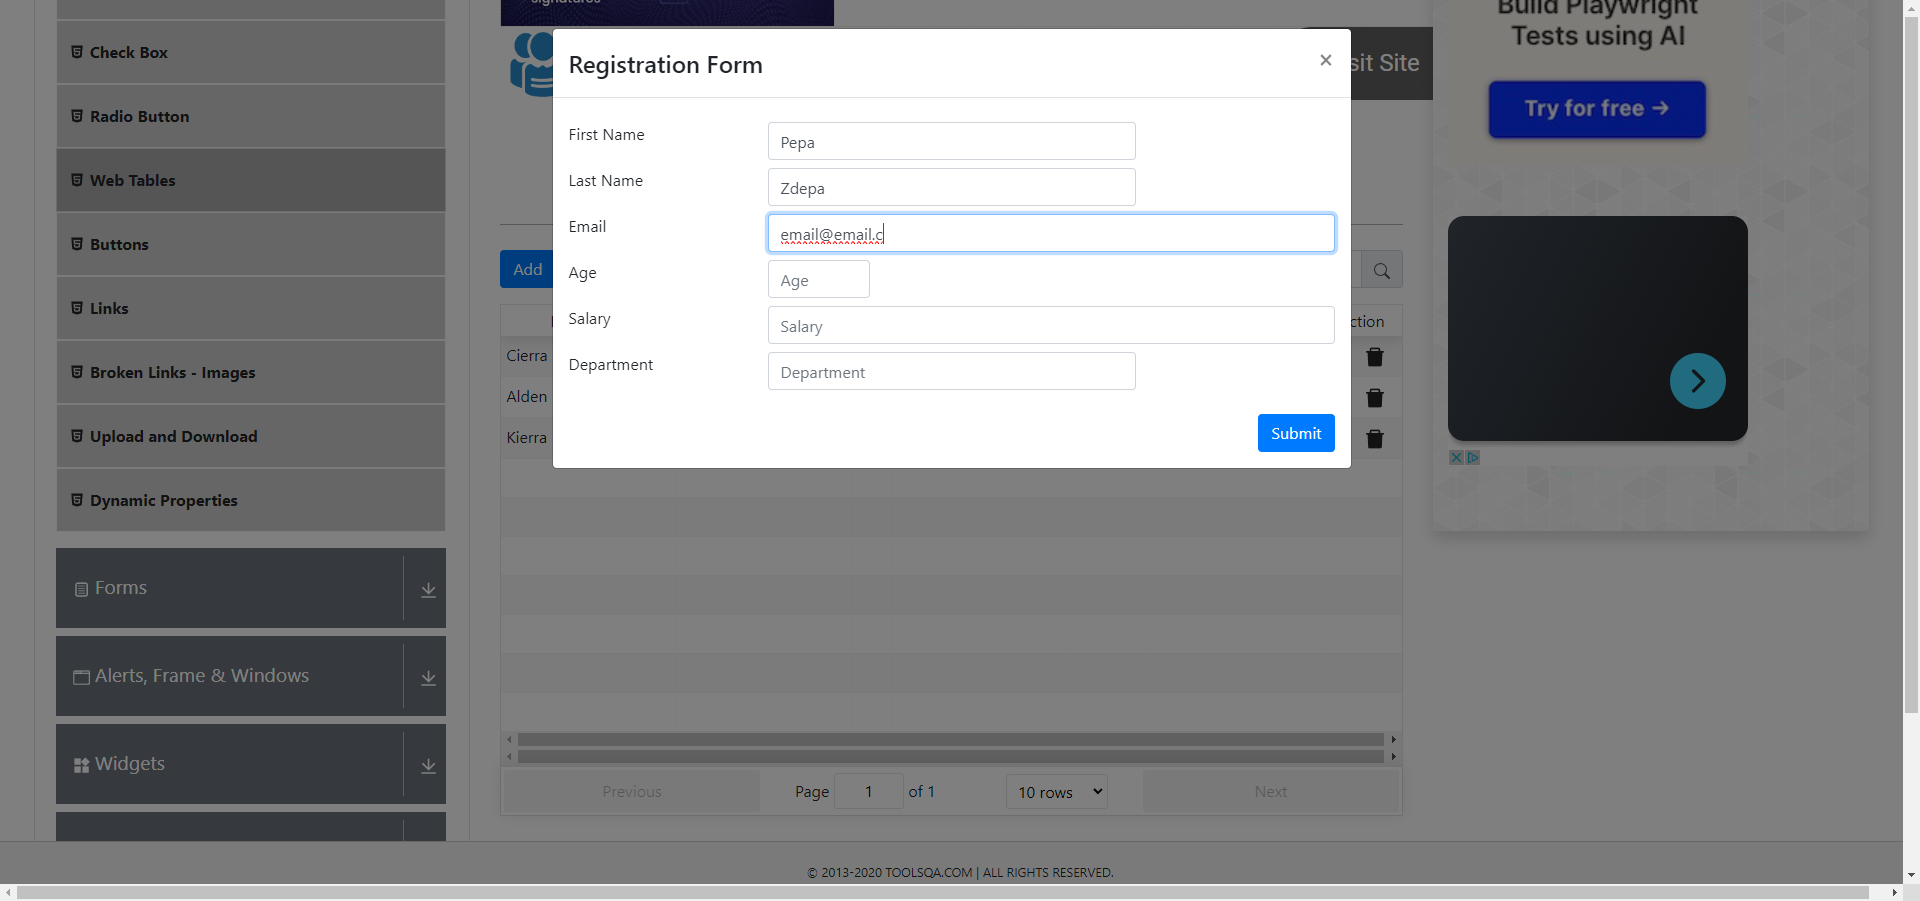 signatures
Check Box
Radio Button
Web Tables
Buttons
Links
Broken Links - Images
Upload and Download
Dynamic Properties
Forms
Alerts, Frame & Windows
Widgets
Registration Form
×
First Name
Pepa
Last Name
Zdepa
Email
email@email.c
Age
Age
Salary
Salary
Department
Department
Submit
Add
Cierra
Alden
Kierra
Previous
Page 1 of 1
10 rows
Next
Build Playwright
Tests using AI
Try for free →
© 2013-2020 TOOLSQA.COM | ALL RIGHTS RESERVED.